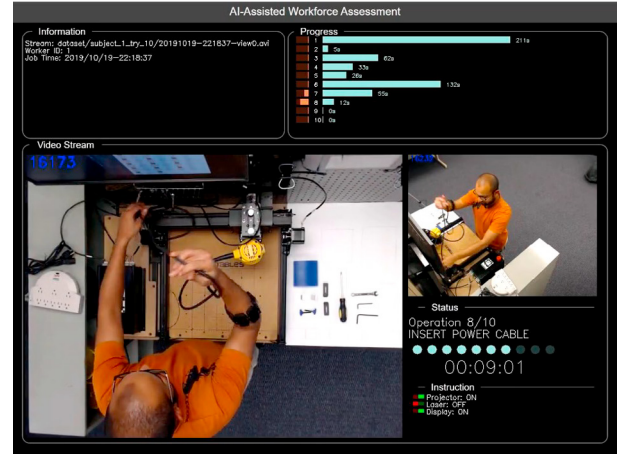 AI-Assisted Workforce Assessment
Information
Stream: dataset/subject_1_try_10/20191019-221837-view0.avi
Worker ID: 1
Job Time: 2019/10/19-22:18:37
Progress
1 211s
2 5s
3 62s
4 33s
5 26s
6 132s
7 55s
8 12s
9 0s
10 0s
Video Stream
16173
Status
Operation 8/10
INSERT POWER CABLE
00:09:01
Instruction
Projector: ON
Laser: OFF
Display: ON